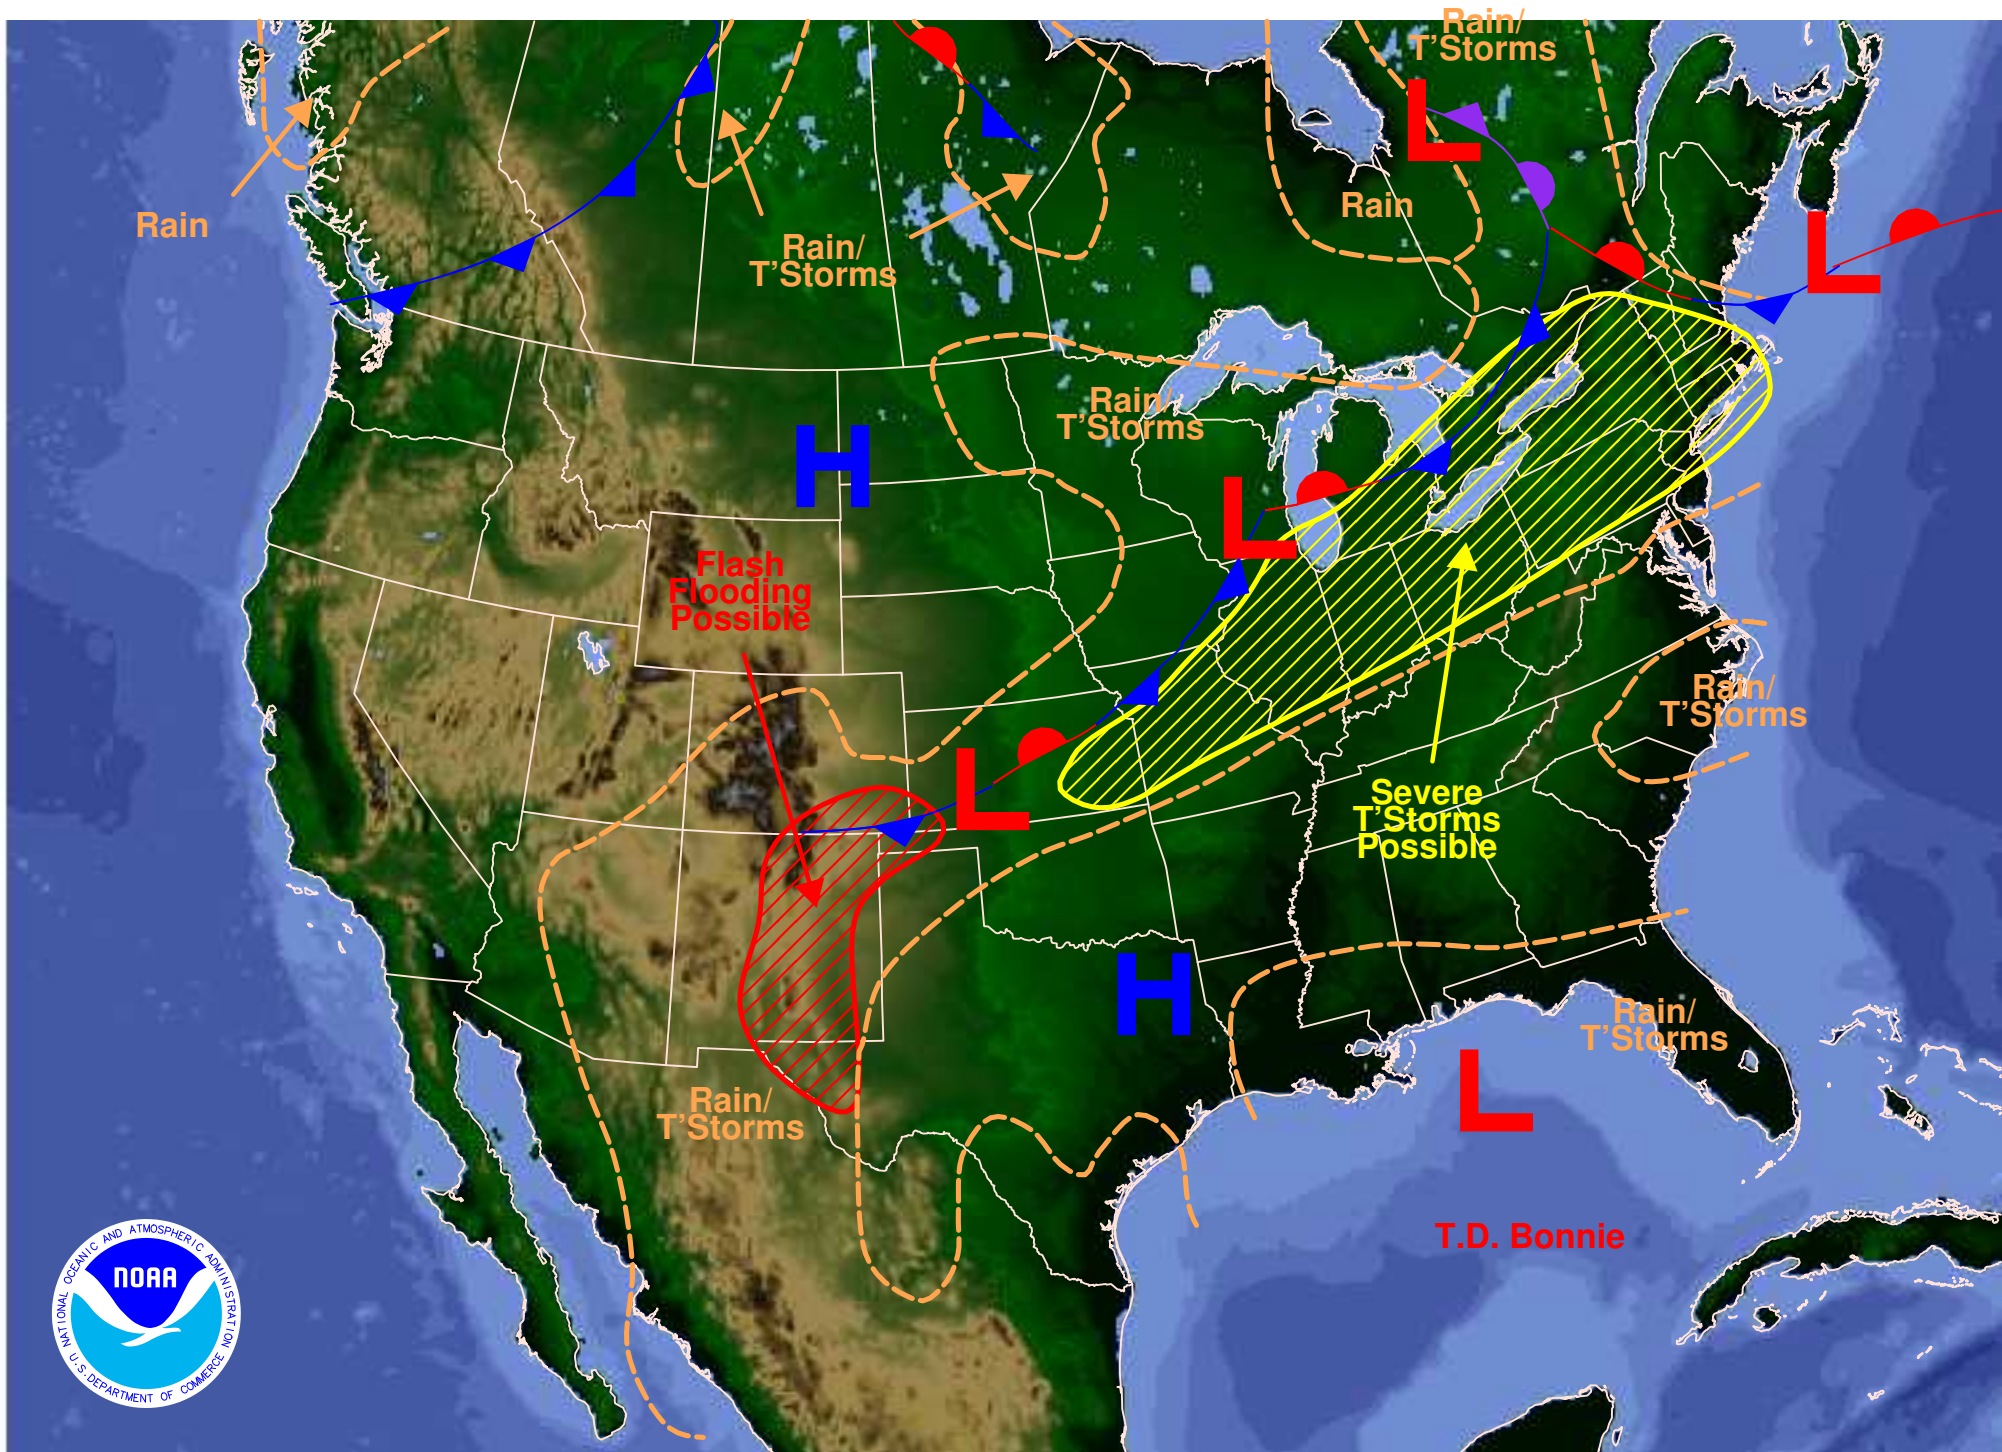 Rain/
T'Storms
Rain
Rain
Rain/
T'Storms
Rain/
T'Storms
Flash
Flooding
Possible
Rain/
T'Storms
Severe
T'Storms
Possible
Rain/
T'Storms
Rain/
T'Storms
T.D. Bonnie
H
H
L
L
L
L
L
NATIONAL OCEANIC AND ATMOSPHERIC ADMINISTRATION
NOAA
U.S. DEPARTMENT OF COMMERCE